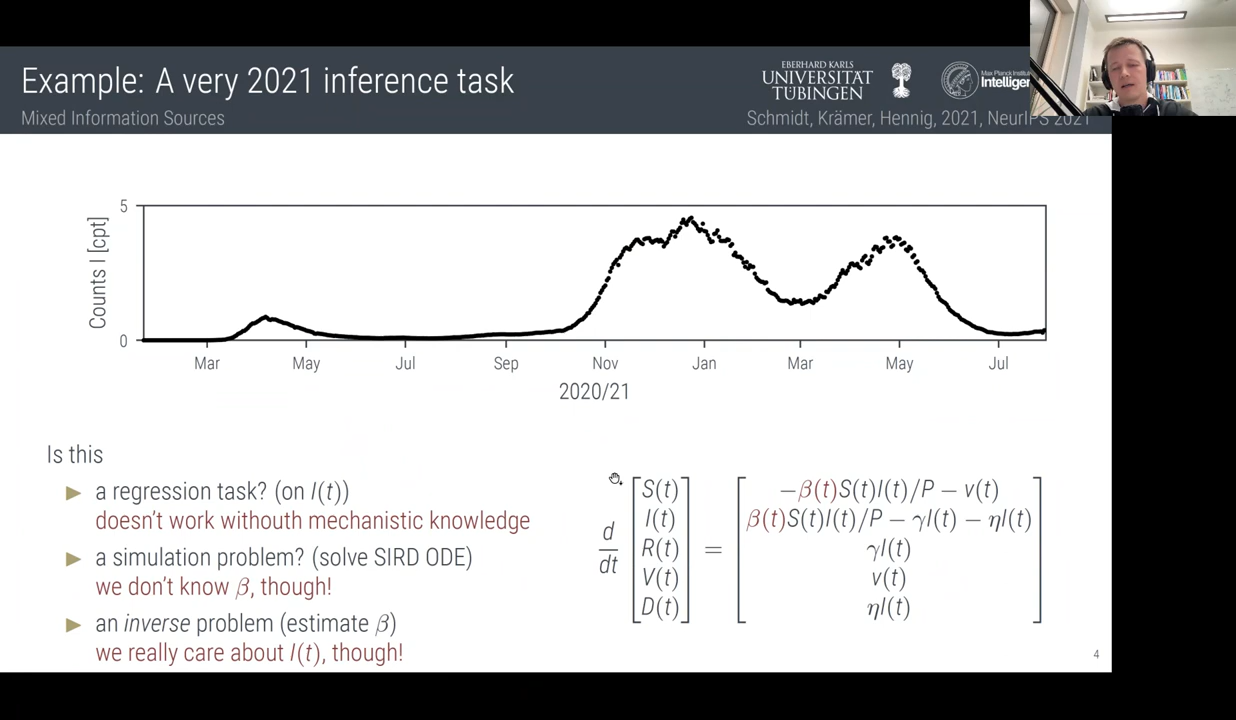 Example: A very 2021 inference task
Mixed Information Sources
EBERHARD KARLS
UNIVERSITÄT
TÜBINGEN
Max Planck
Intelligen
Schmidt, Krämer, Hennig, 2021, NeurIPS 2021
Counts I [cpt]
5
0
Mar May Jul Sep Nov Jan Mar May Jul
2020/21
Is this
▶ a regression task? (on I(t))
doesn't work withouth mechanistic knowledge
▶ a simulation problem? (solve SIRD ODE)
we don't know β, though!
▶ an inverse problem (estimate β)
we really care about I(t), though!
d/dt [S(t) I(t) R(t) V(t) D(t)] =
−β(t)S(t)I(t)/P − v(t)
β(t)S(t)I(t)/P − γI(t) − ηI(t)
γI(t)
v(t)
ηI(t)
4